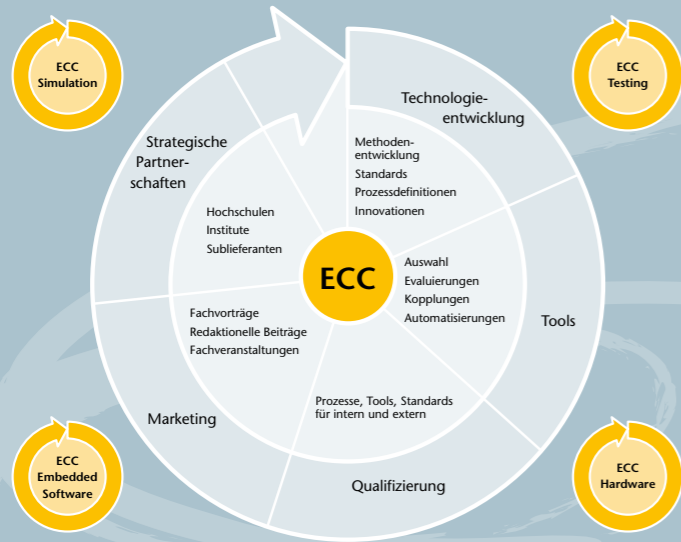 ECC
Simulation
ECC
Testing
Technologie-
entwicklung
Methoden-
entwicklung
Standards
Prozessdefinitionen
Innovationen
Strategische
Partner-
schaften
Hochschulen
Institute
Sublieferanten
ECC
Auswahl
Evaluierungen
Kopplungen
Automatisierungen
Tools
Fachvorträge
Redaktionelle Beiträge
Fachveranstaltungen
Marketing
Prozesse, Tools, Standards
für intern und extern
Qualifizierung
ECC
Embedded
Software
ECC
Hardware